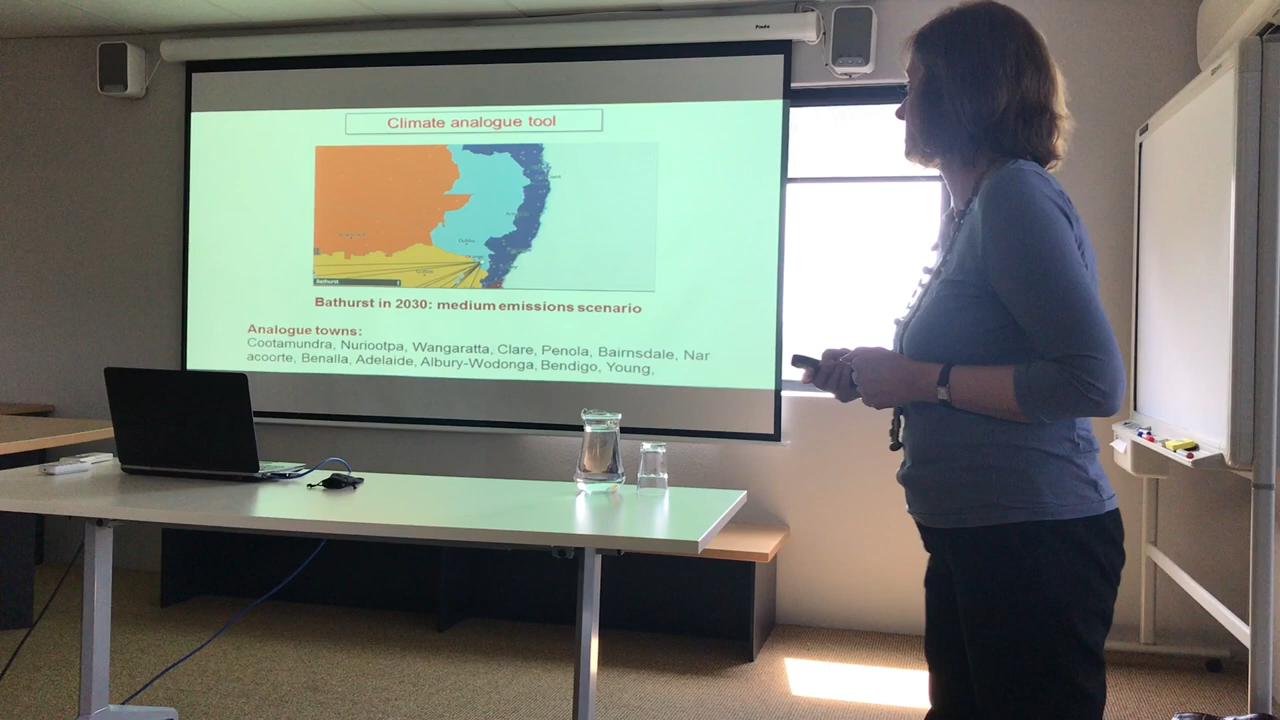 Climate analogue tool
Dubbo
Bathurst
Bathurst in 2030: medium emissions scenario
Analogue towns:
Cootamundra, Nuriootpa, Wangaratta, Clare, Penola, Bairnsdale, Nar
acoorte, Benalla, Adelaide, Albury-Wodonga, Bendigo, Young,